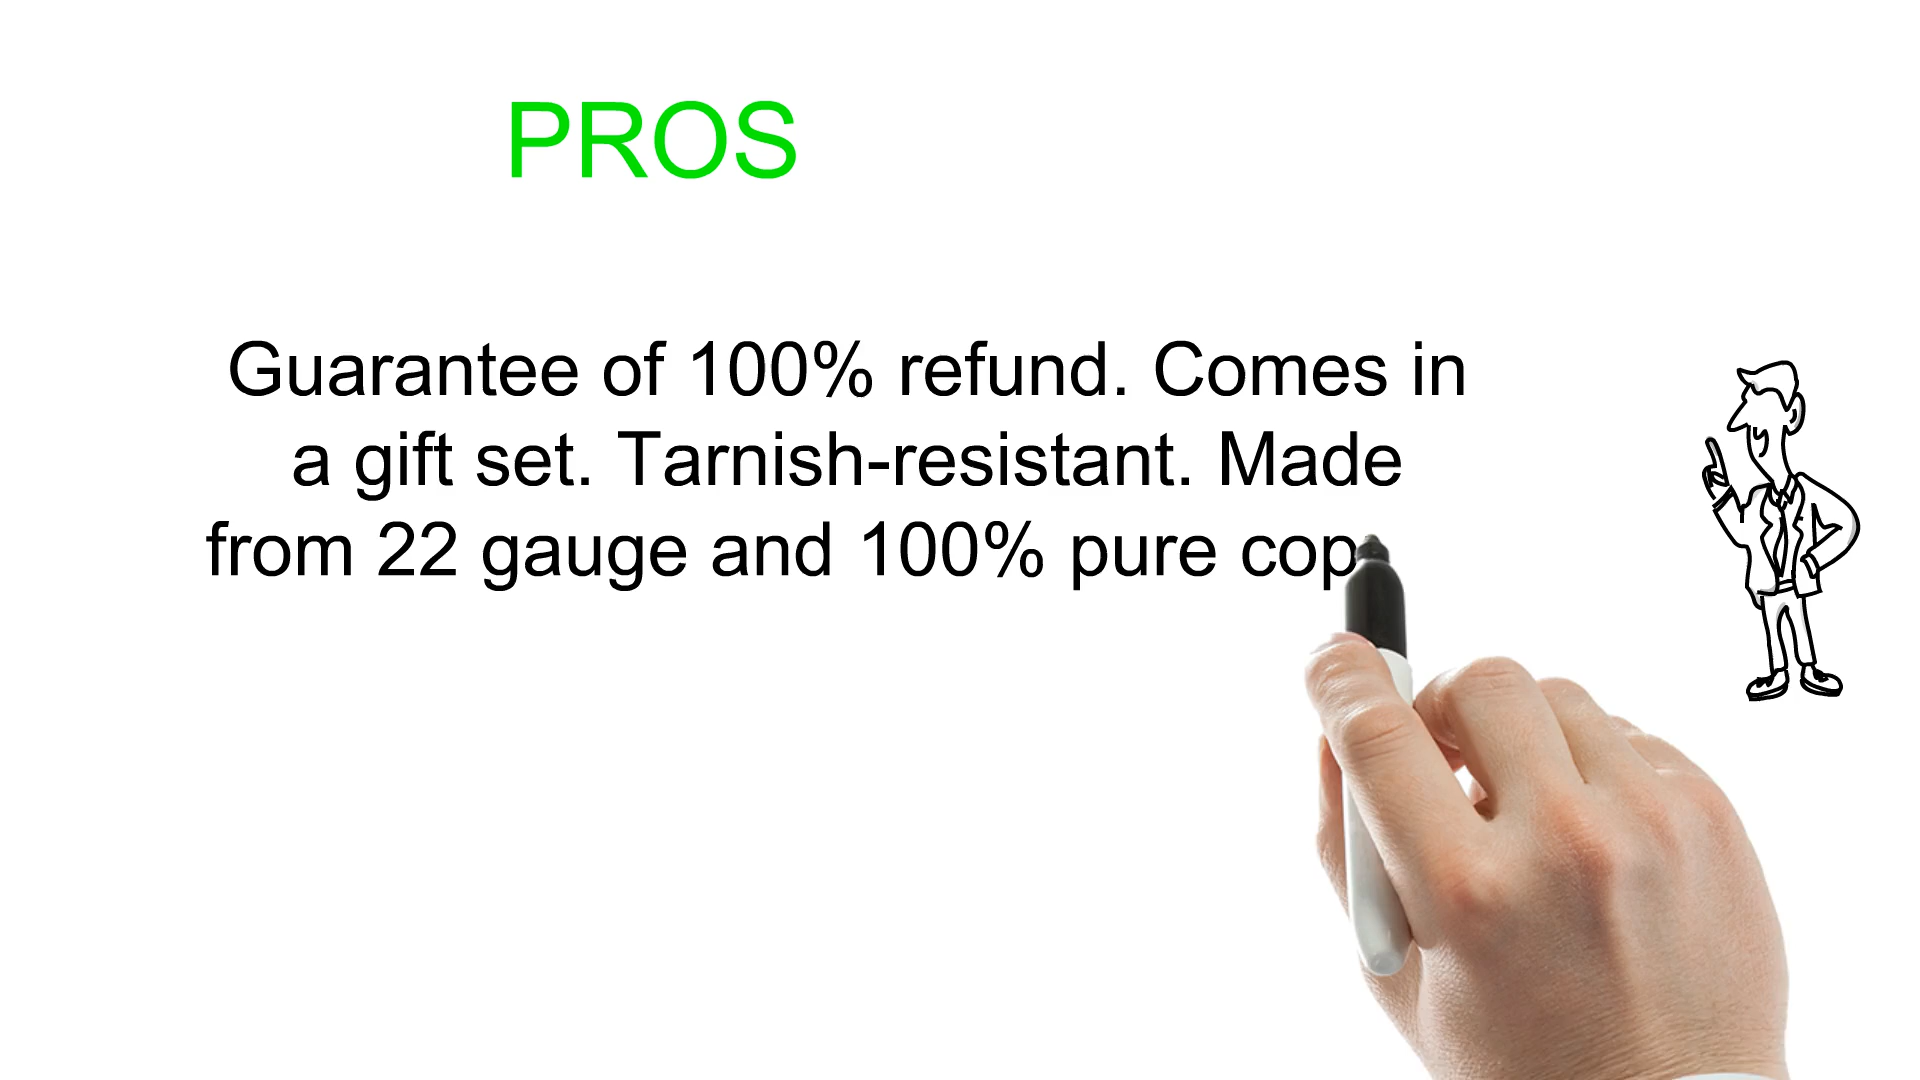 PROS
Guarantee of 100% refund. Comes in
a gift set. Tarnish-resistant. Made
from 22 gauge and 100% pure cop